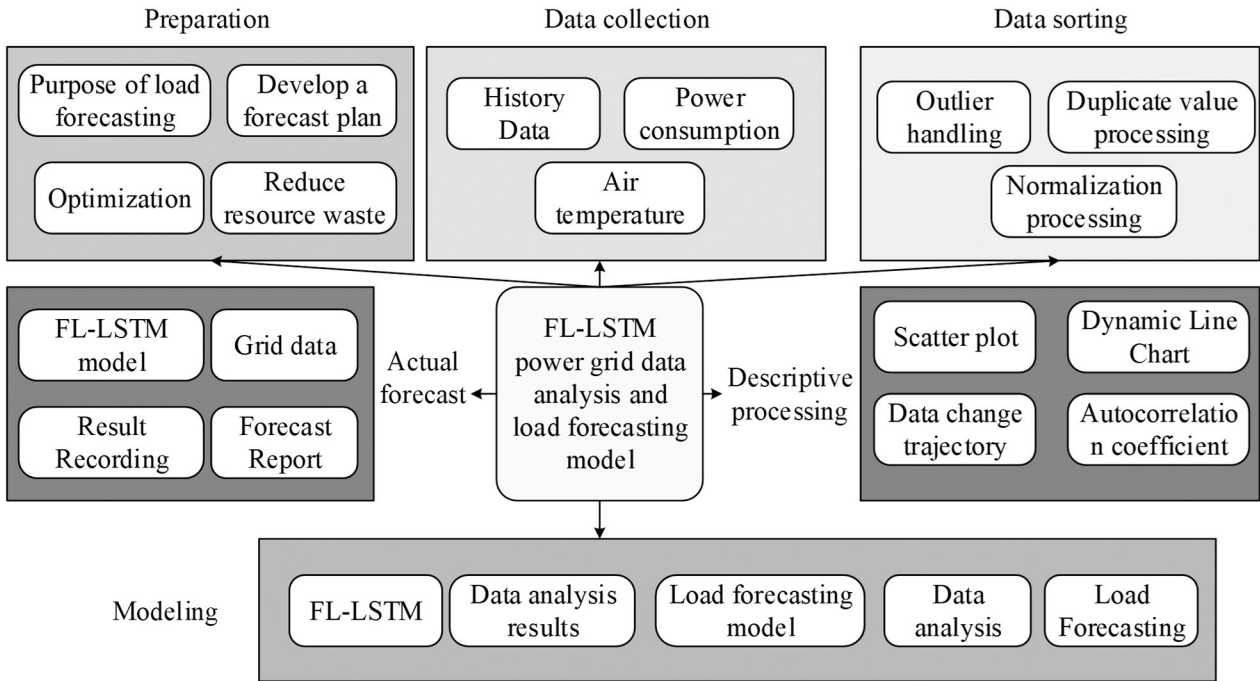 Preparation
Data collection
Data sorting
Purpose of load
forecasting
Develop a
forecast plan
Optimization
Reduce
resource waste
History
Data
Power
consumption
Air
temperature
Outlier
handling
Duplicate value
processing
Normalization
processing
FL-LSTM
model
Grid data
Result
Recording
Forecast
Report
Actual
forecast
FL-LSTM
power grid data
analysis and
load forecasting
model
Descriptive
processing
Scatter plot
Dynamic Line
Chart
Data change
trajectory
Autocorrelatio
n coefficient
Modeling
FL-LSTM
Data analysis
results
Load forecasting
model
Data
analysis
Load
Forecasting